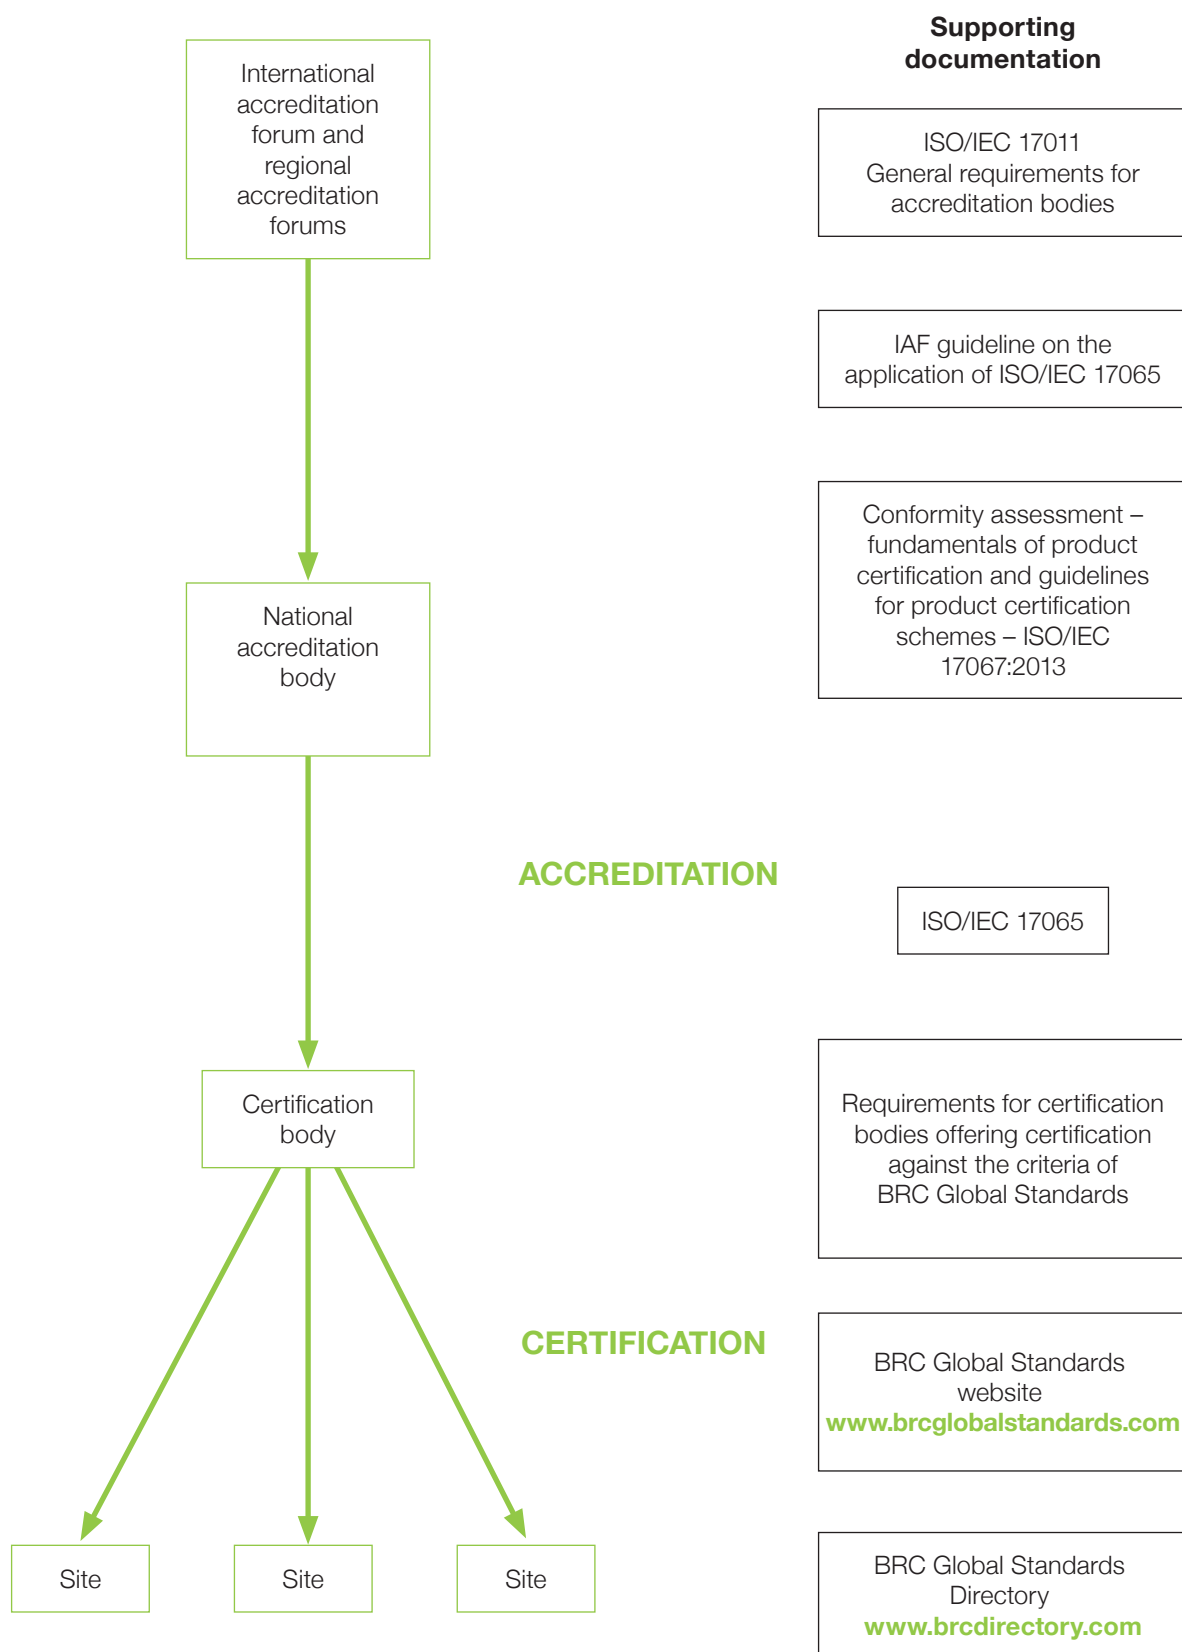 Supporting
documentation
International
accreditation
forum and
regional
accreditation
forums
ISO/IEC 17011
General requirements for
accreditation bodies
IAF guideline on the
application of ISO/IEC 17065
Conformity assessment –
fundamentals of product
certification and guidelines
for product certification
schemes – ISO/IEC
17067:2013
National
accreditation
body
ACCREDITATION
ISO/IEC 17065
Certification
body
Requirements for certification
bodies offering certification
against the criteria of
BRC Global Standards
CERTIFICATION
BRC Global Standards
website
www.brcglobalstandards.com
Site
Site
Site
BRC Global Standards
Directory
www.brcdirectory.com